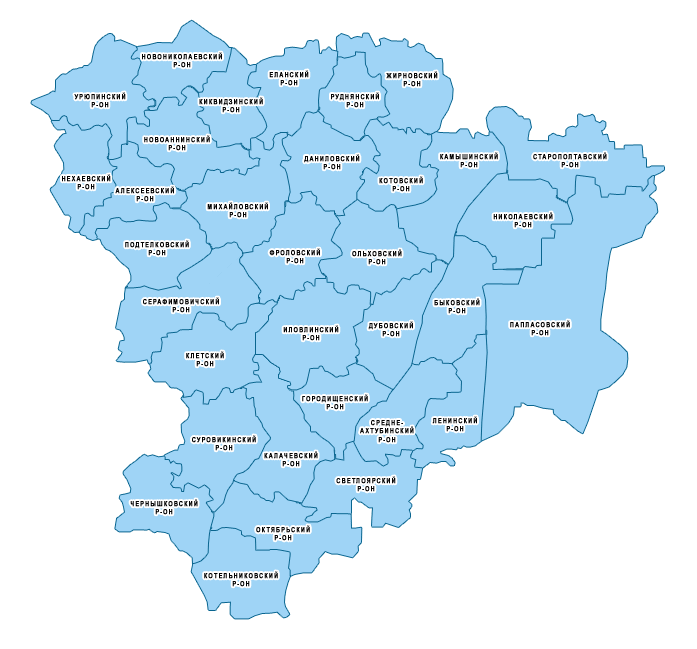 НОВОНИКОЛАЕВСКИЙ
Р-ОН
УРЮПИНСКИЙ
Р-ОН
КИКВИДЗИНСКИЙ
Р-ОН
ЕЛАНСКИЙ
Р-ОН
РУДНЯНСКИЙ
Р-ОН
ЖИРНОВСКИЙ
Р-ОН
НОВОАННИНСКИЙ
Р-ОН
НЕХАЕВСКИЙ
Р-ОН
АЛЕКСЕЕВСКИЙ
Р-ОН
ДАНИЛОВСКИЙ
Р-ОН
КОТОВСКИЙ
Р-ОН
КАМЫШИНСКИЙ
Р-ОН
СТАРОПОЛТАВСКИЙ
Р-ОН
МИХАЙЛОВСКИЙ
Р-ОН
НИКОЛАЕВСКИЙ
Р-ОН
ПОДТЕЛКОВСКИЙ
Р-ОН
ФРОЛОВСКИЙ
Р-ОН
ОЛЬХОВСКИЙ
Р-ОН
СЕРАФИМОВИЧСКИЙ
Р-ОН
ИЛОВЛИНСКИЙ
Р-ОН
ДУБОВСКИЙ
Р-ОН
БЫКОВСКИЙ
Р-ОН
ПАПЛАСОВСКИЙ
Р-ОН
КЛЕТСКИЙ
Р-ОН
ГОРОДИЩЕНСКИЙ
Р-ОН
СРЕДНЕ-
АХТУБИНСКИЙ
Р-ОН
ЛЕНИНСКИЙ
Р-ОН
СУРОВИКИНСКИЙ
Р-ОН
КАЛАЧЕВСКИЙ
Р-ОН
СВЕТЛОЯРСКИЙ
Р-ОН
ЧЕРНЫШКОВСКИЙ
Р-ОН
ОКТЯБРЬСКИЙ
Р-ОН
КОТЕЛЬНИКОВСКИЙ
Р-ОН